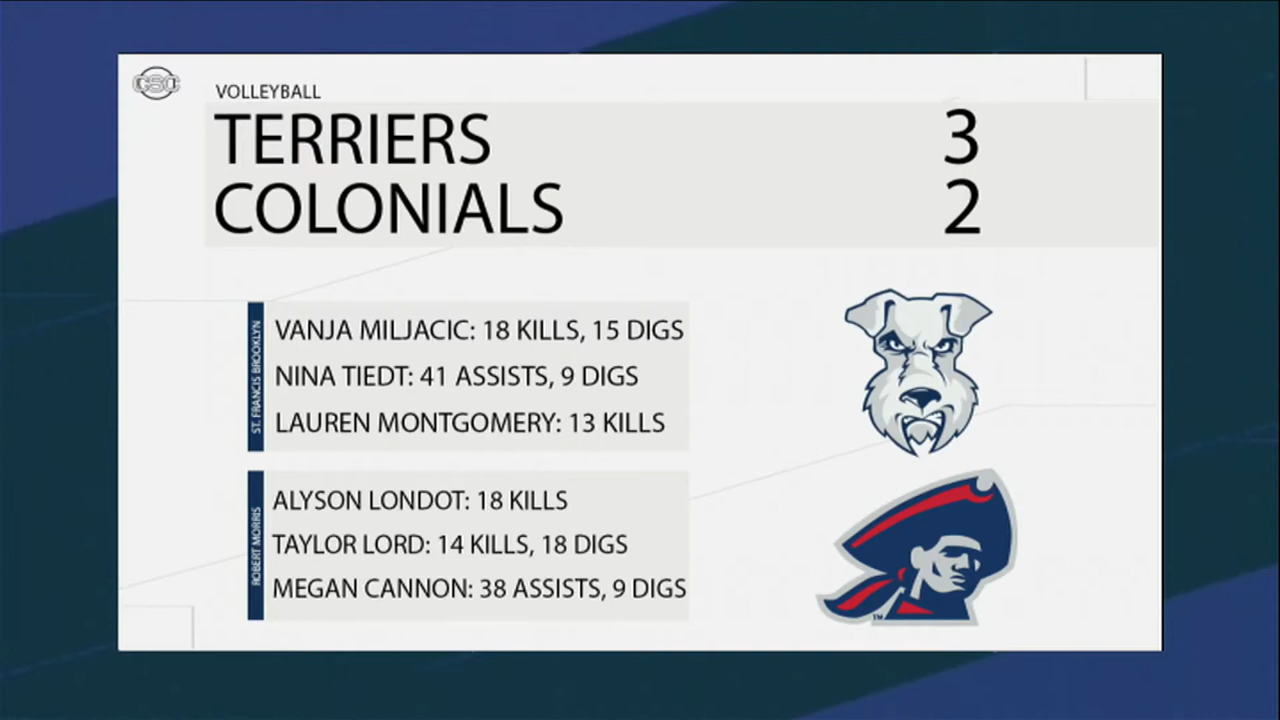 CSC
VOLLEYBALL
TERRIERS 3
COLONIALS 2
ST. FRANCIS BROOKLYN
VANJA MILJACIC: 18 KILLS, 15 DIGS
NINA TIEDT: 41 ASSISTS, 9 DIGS
LAUREN MONTGOMERY: 13 KILLS
ROBERT MORRIS
ALYSON LONDOT: 18 KILLS
TAYLOR LORD: 14 KILLS, 18 DIGS
MEGAN CANNON: 38 ASSISTS, 9 DIGS
TM